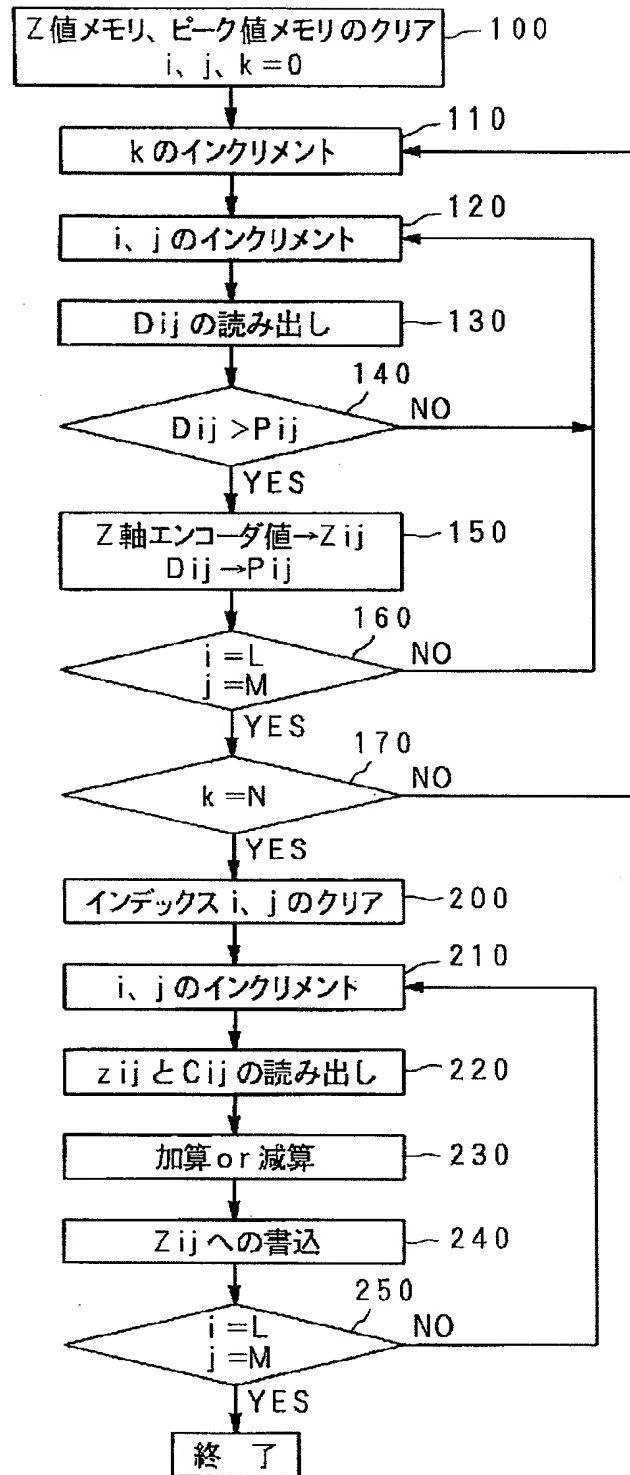 Z値メモリ、ピーク値メモリのクリア
i、j、k=0
100
kのインクリメント
110
i、jのインクリメント
120
Dijの読み出し
130
Dij>Pij
140
NO
YES
Z軸エンコーダ値→Zij
Dij→Pij
150
i=L
j=M
160
NO
YES
k=N
170
NO
YES
インデックスi、jのクリア
200
i、jのインクリメント
210
zijとCijの読み出し
220
加算or減算
230
Zijへの書込
240
i=L
j=M
250
NO
YES
終 了